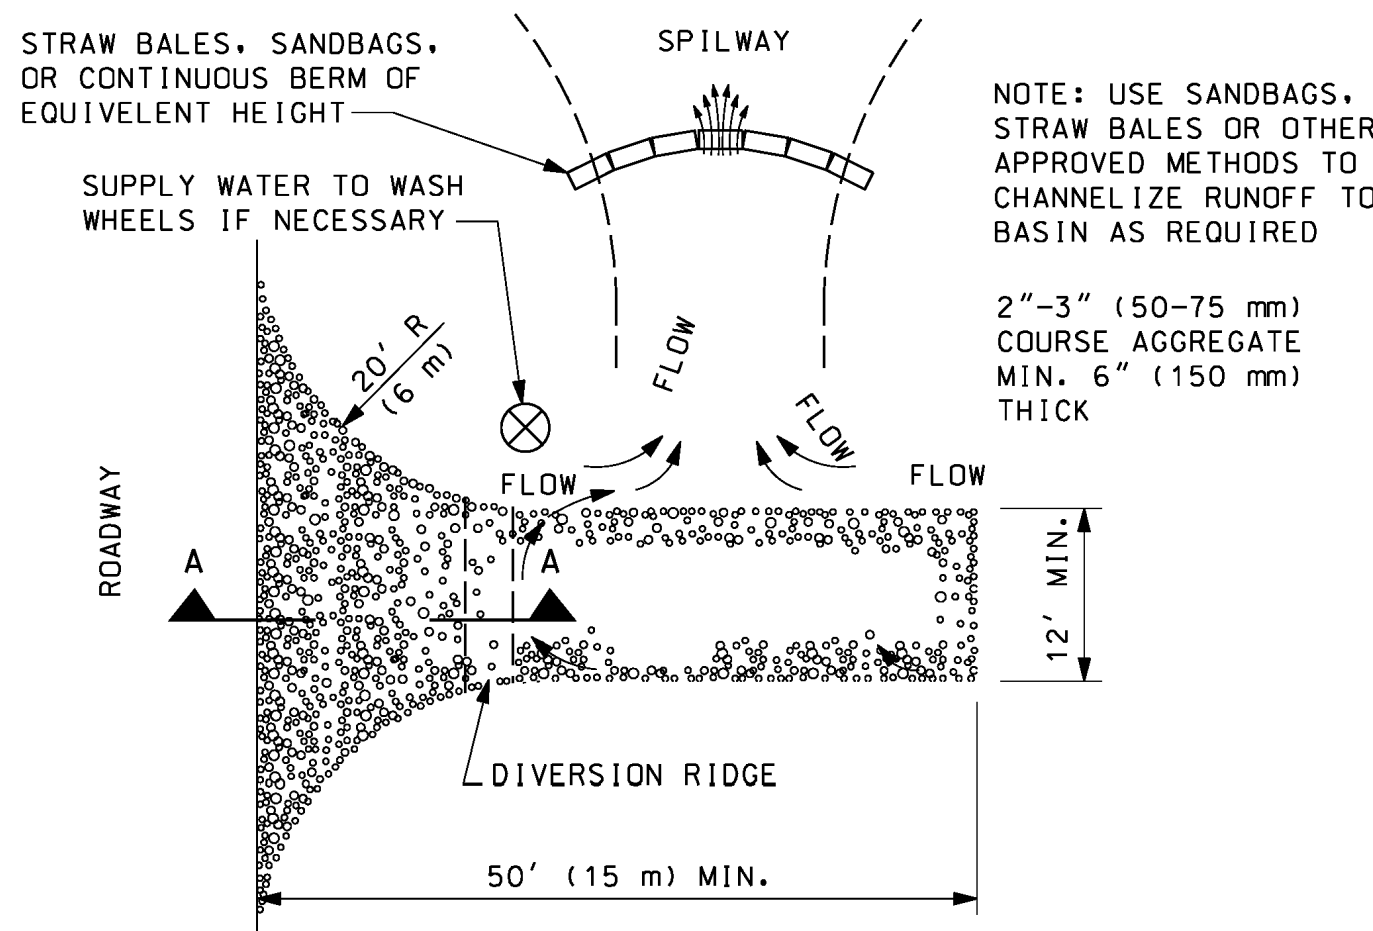 STRAW BALES, SANDBAGS,
OR CONTINUOUS BERM OF
EQUIVELENT HEIGHT
SPILWAY
NOTE: USE SANDBAGS,
STRAW BALES OR OTHER
APPROVED METHODS TO
CHANNELIZE RUNOFF TO
BASIN AS REQUIRED
SUPPLY WATER TO WASH
WHEELS IF NECESSARY
2"-3" (50-75 mm)
COURSE AGGREGATE
MIN. 6" (150 mm)
THICK
20' R
(6 m)
FLOW
FLOW
FLOW
FLOW
ROADWAY
A
A
12' MIN.
DIVERSION RIDGE
50' (15 m) MIN.